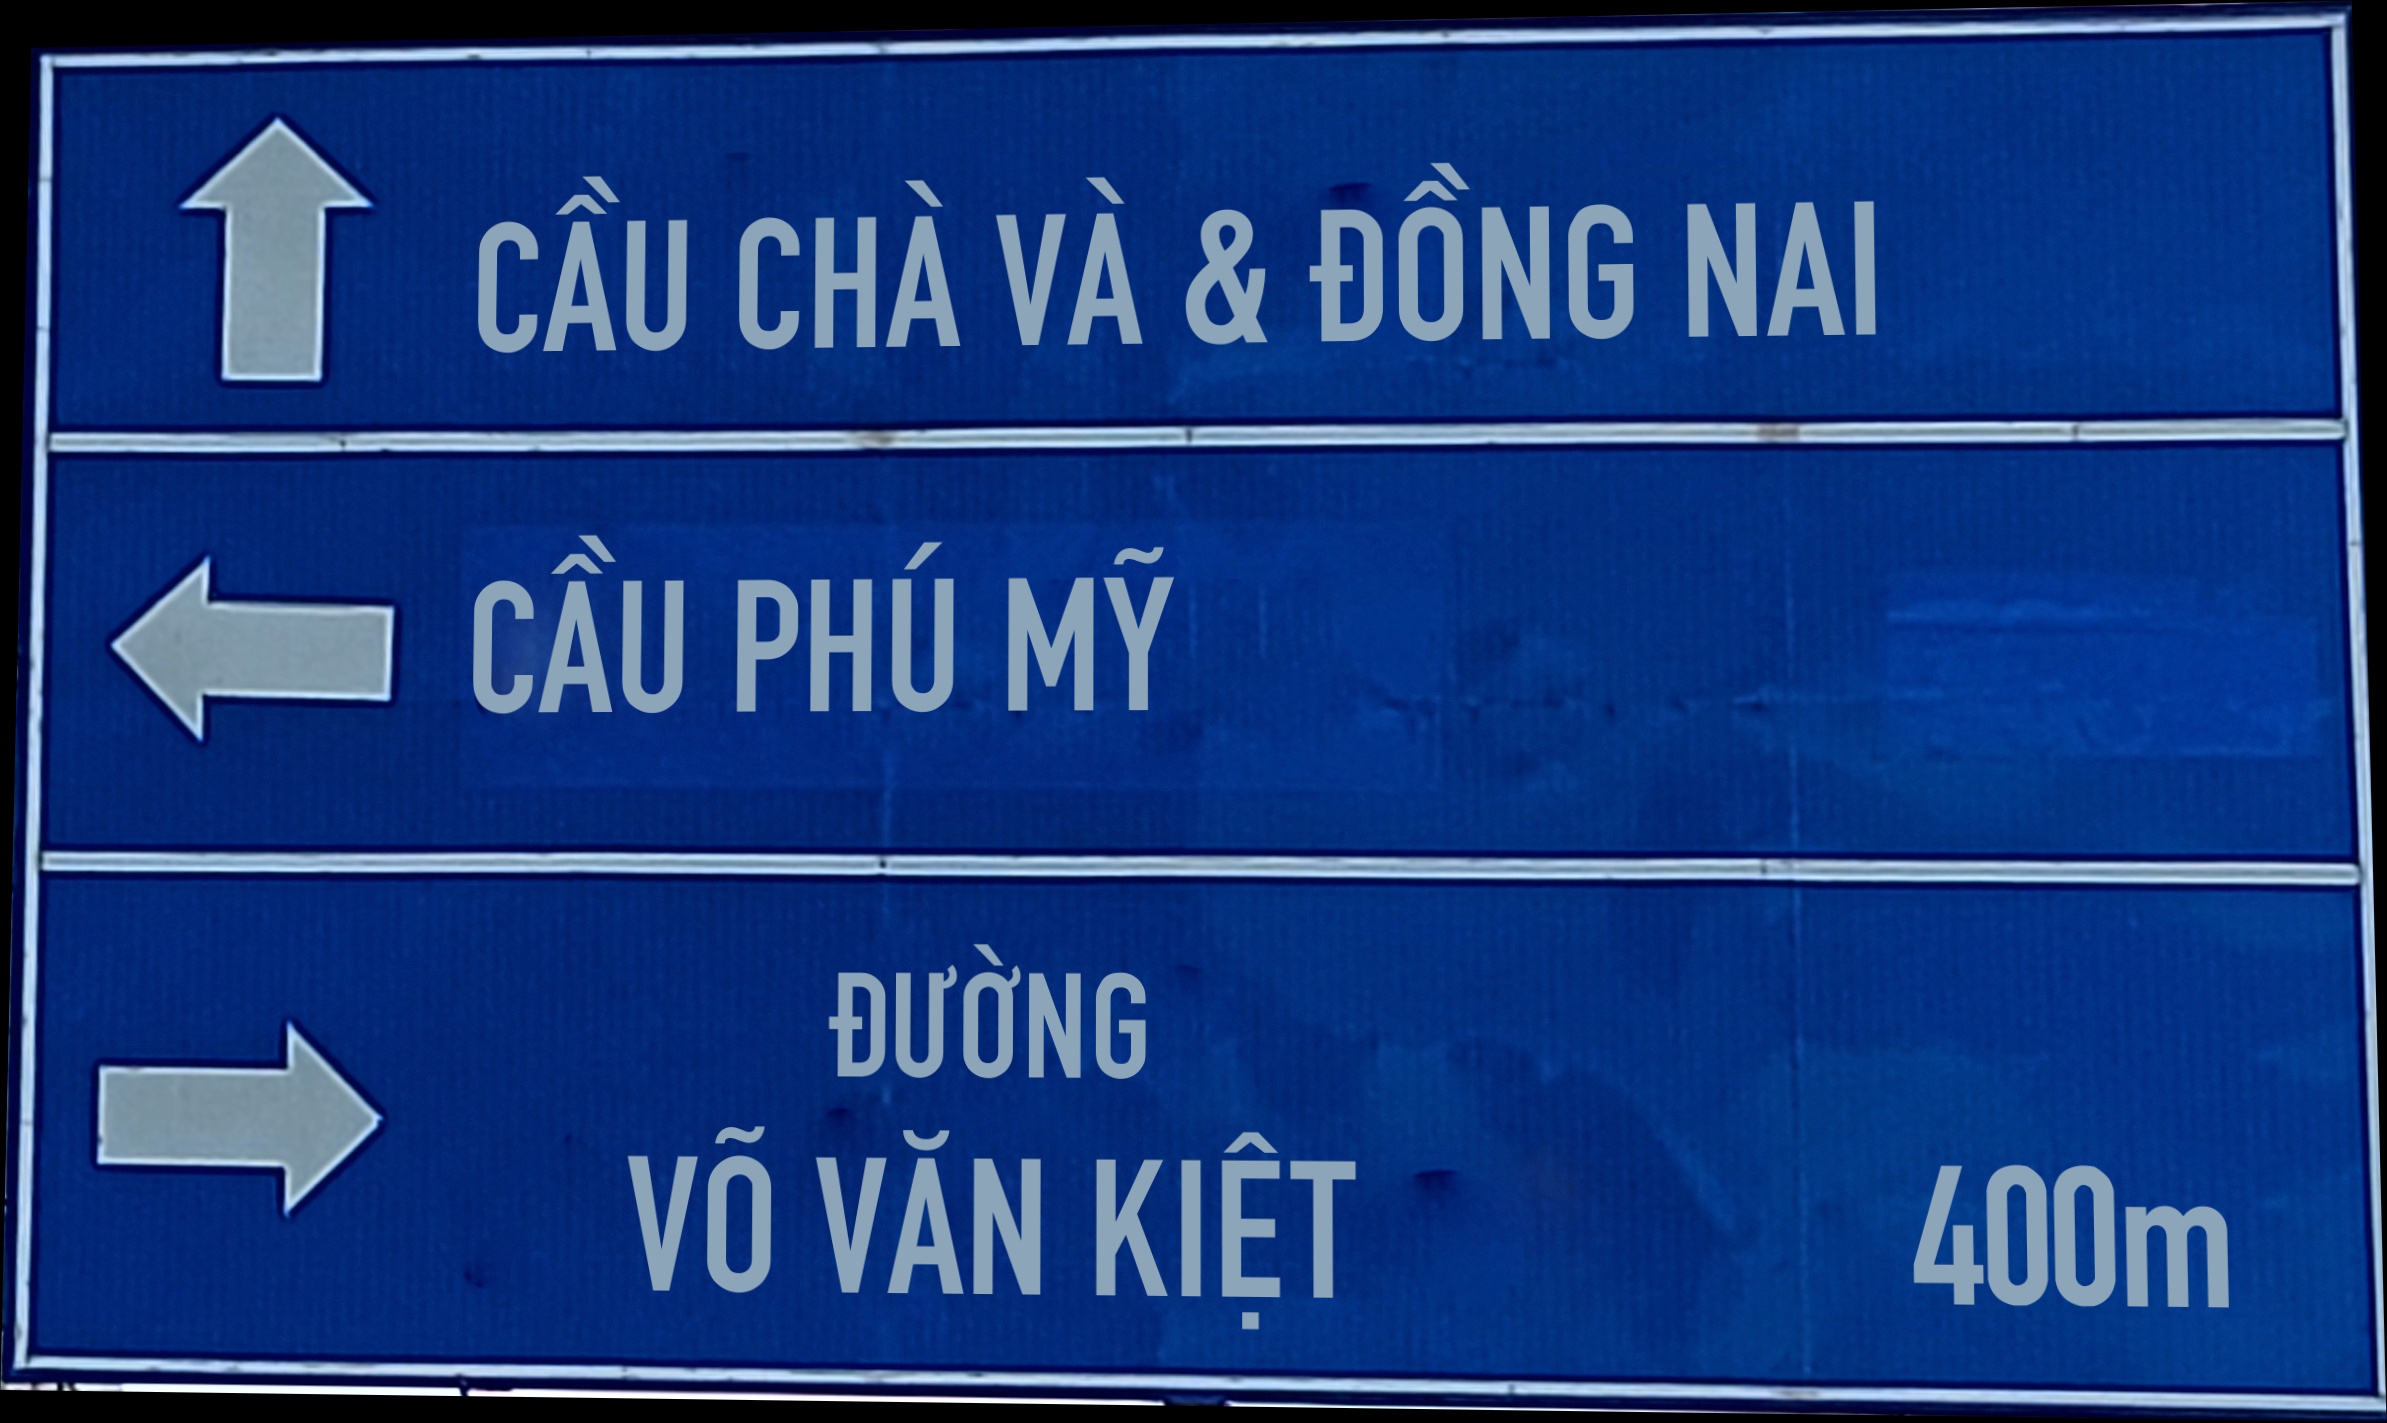 CẦU CHÀ VÀ & ĐỒNG NAI
CẦU PHÚ MỸ
ĐƯỜNG
VÕ VĂN KIỆT
400m